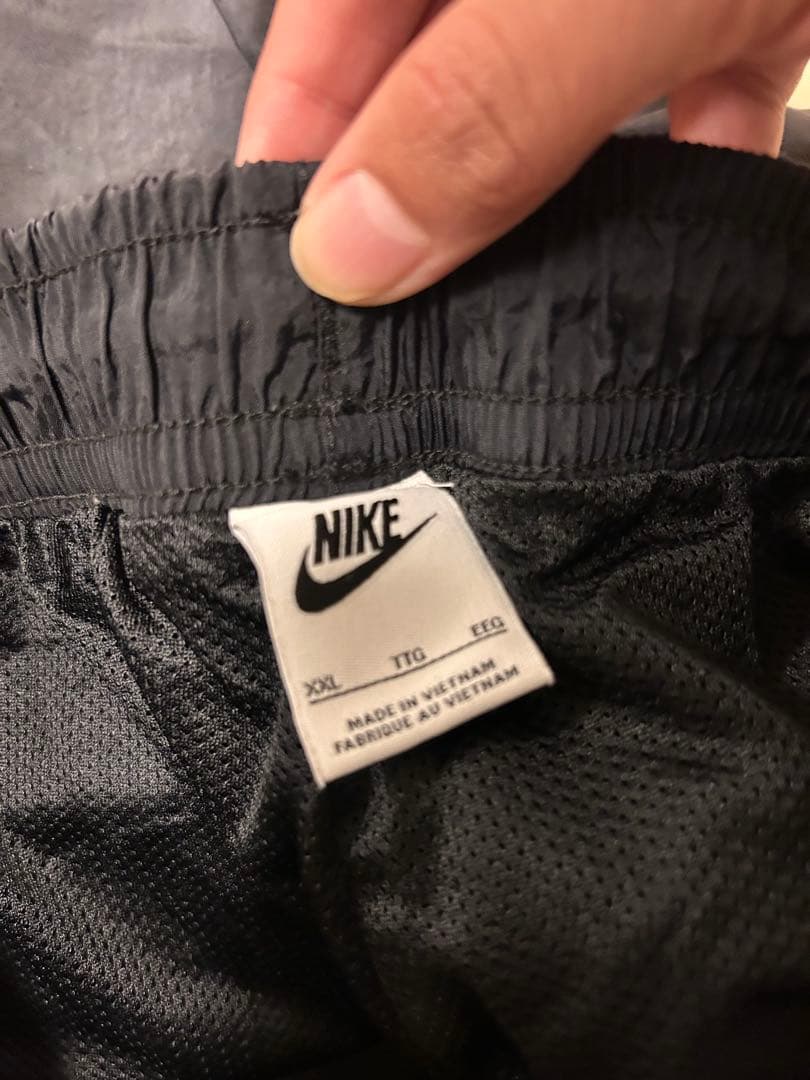 NIKE
XXL TTG EEG
MADE IN VIETNAM
FABRIQUE AU VIETNAM